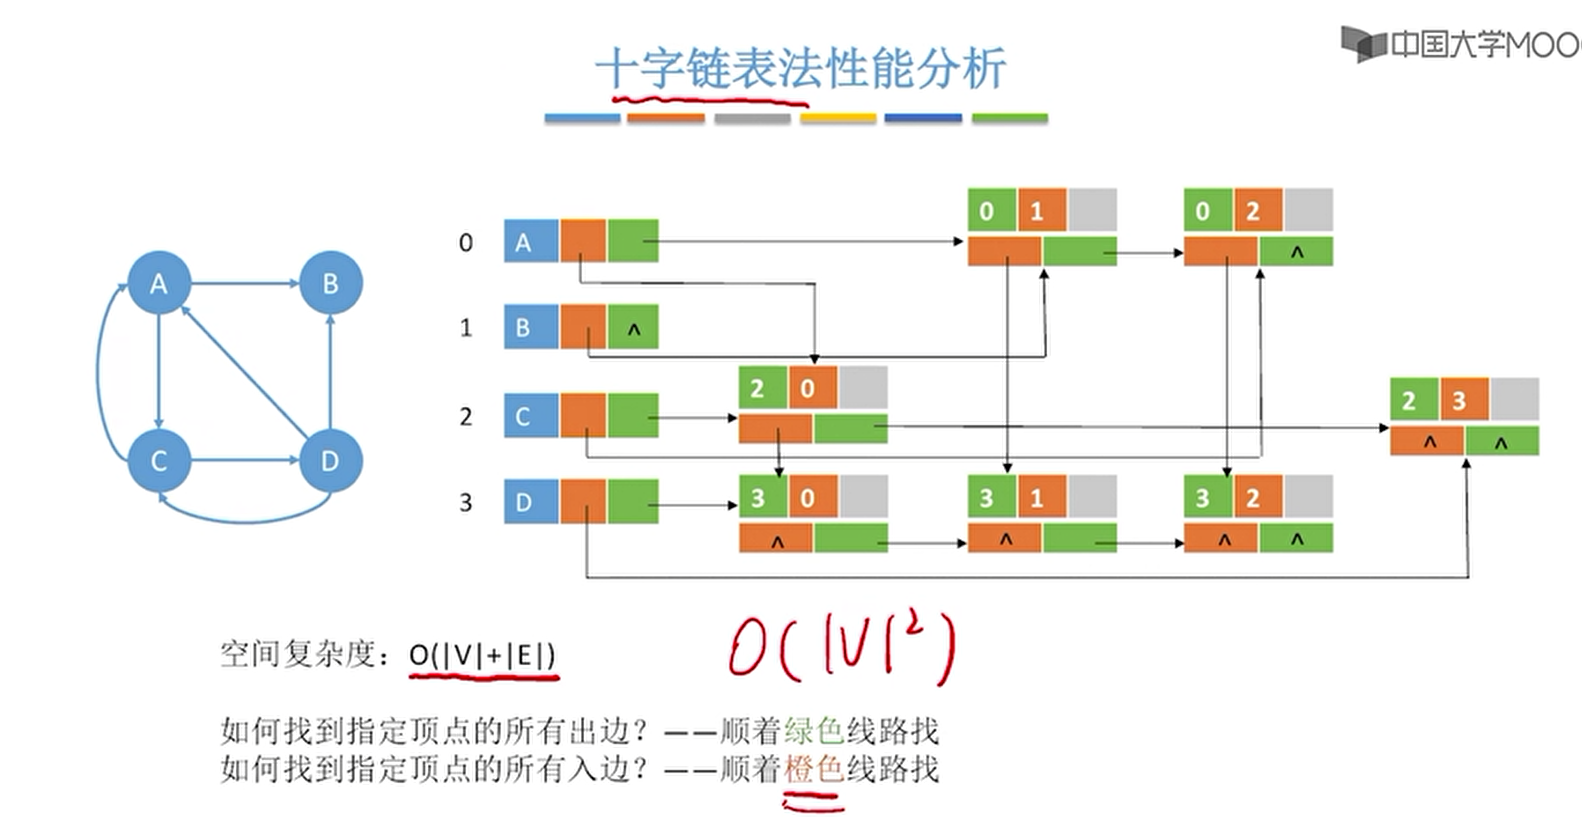 中国大学MOO
十字链表法性能分析
A B
C D
0 A
1 B ^
2 C
3 D
0 1
0 2
^
2 0
2 3
^ ^
3 0
^
3 1
^
3 2
^ ^
空间复杂度：O(|V|+|E|)
O(|V|²)
如何找到指定顶点的所有出边？——顺着绿色线路找
如何找到指定顶点的所有入边？——顺着橙色线路找